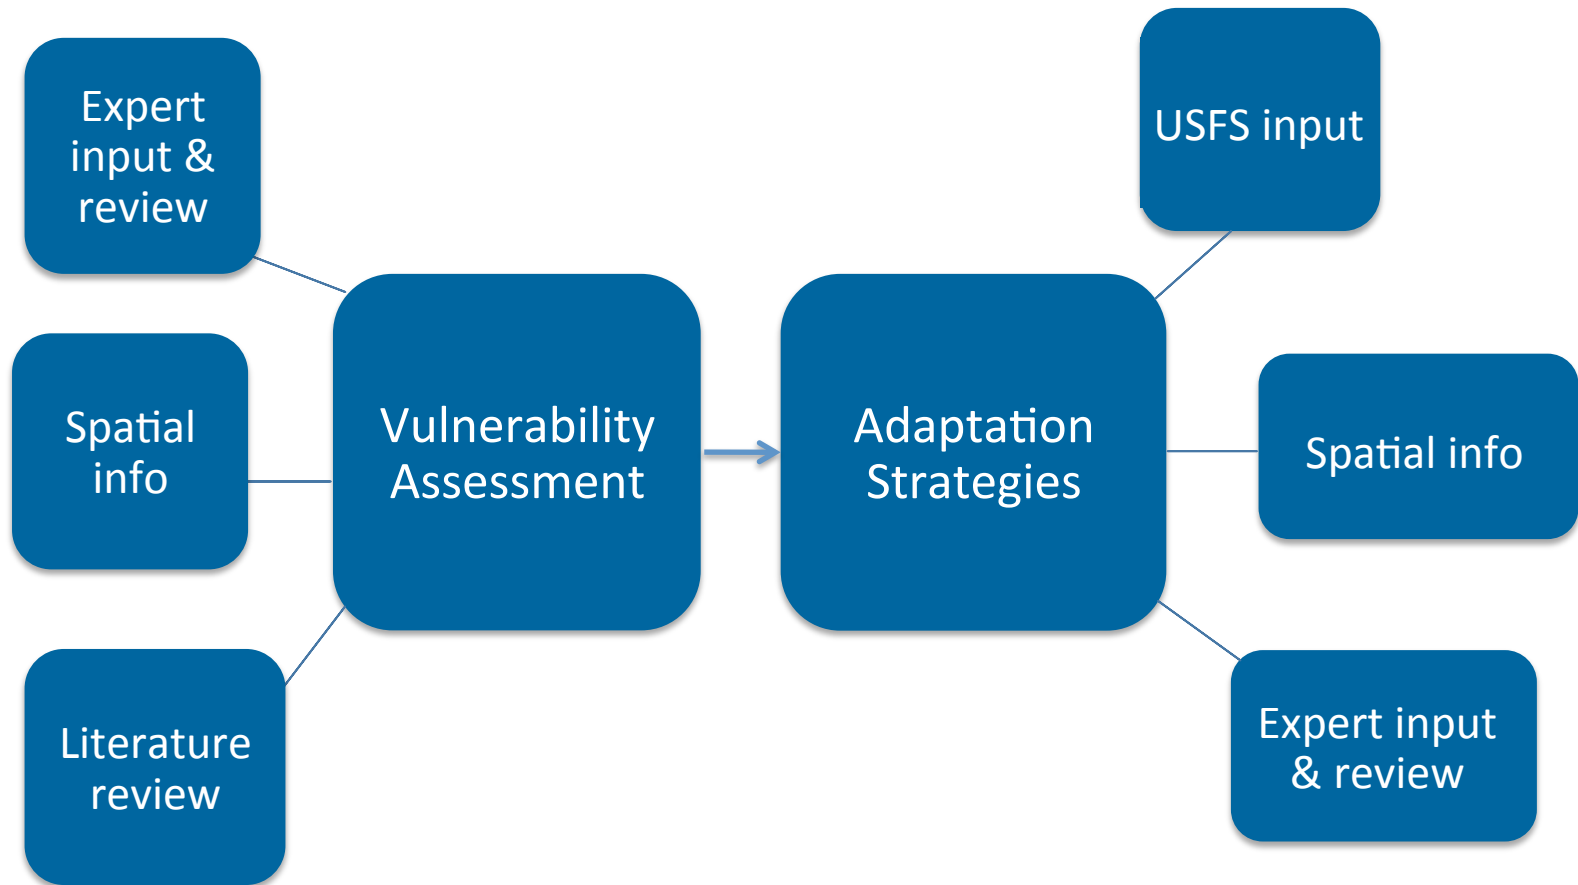 Expert
input &
review
Spatial
info
Literature
review
Vulnerability
Assessment
Adaptation
Strategies
USFS input
Spatial info
Expert input
& review